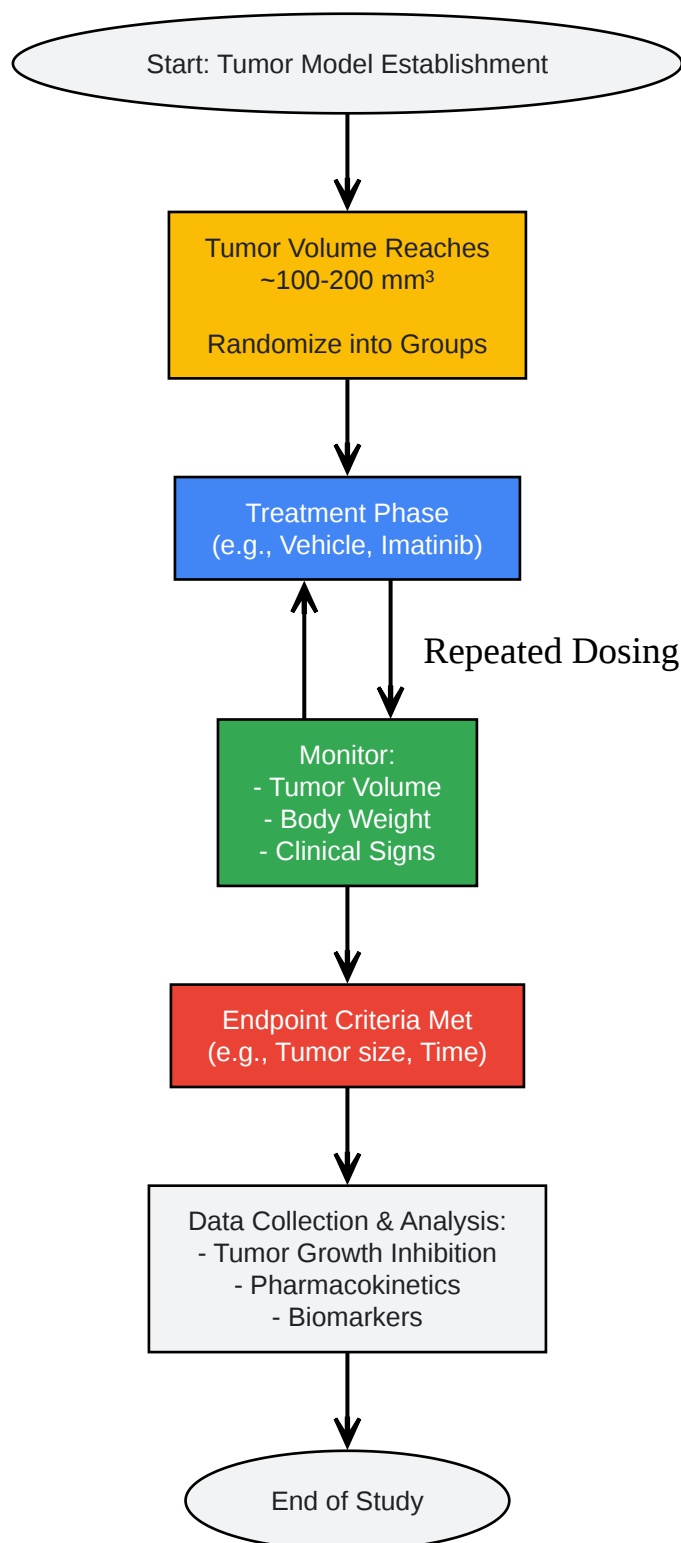 Start: Tumor Model Establishment
Tumor Volume Reaches
~100-200 mm³
Randomize into Groups
Treatment Phase
(e.g., Vehicle, Imatinib)
Repeated Dosing
Monitor:
- Tumor Volume
- Body Weight
- Clinical Signs
Endpoint Criteria Met
(e.g., Tumor size, Time)
Data Collection & Analysis:
- Tumor Growth Inhibition
- Pharmacokinetics
- Biomarkers
End of Study